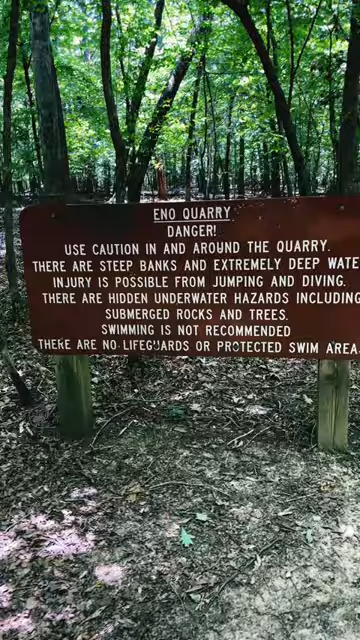 ENO QUARRY
DANGER!
USE CAUTION IN AND AROUND THE QUARRY.
THERE ARE STEEP BANKS AND EXTREMELY DEEP WATE
INJURY IS POSSIBLE FROM JUMPING AND DIVING.
THERE ARE HIDDEN UNDERWATER HAZARDS INCLUDING
SUBMERGED ROCKS AND TREES.
SWIMMING IS NOT RECOMMENDED
THERE ARE NO LIFEGUARDS OR PROTECTED SWIM AREA